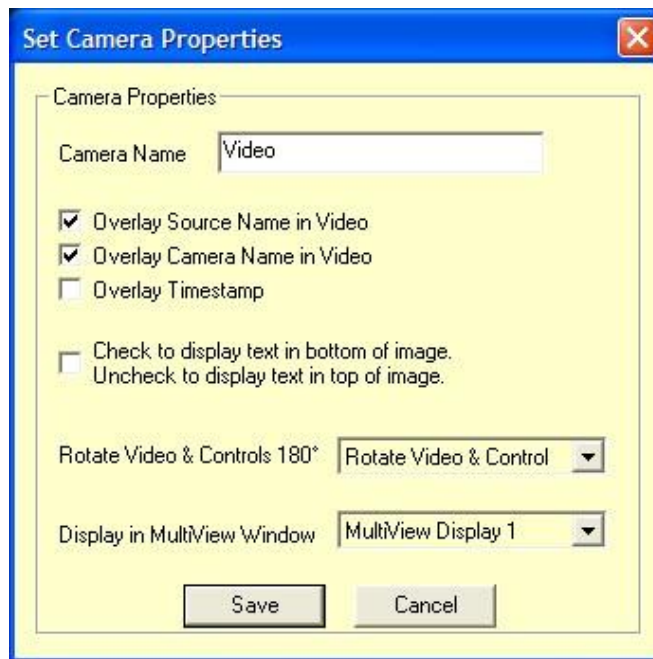 Set Camera Properties
Camera Properties
Camera Name Video
Overlay Source Name in Video
Overlay Camera Name in Video
Overlay Timestamp
Check to display text in bottom of image.
Uncheck to display text in top of image.
Rotate Video & Controls 180° Rotate Video & Control
Display in MultiView Window MultiView Display 1
Save Cancel